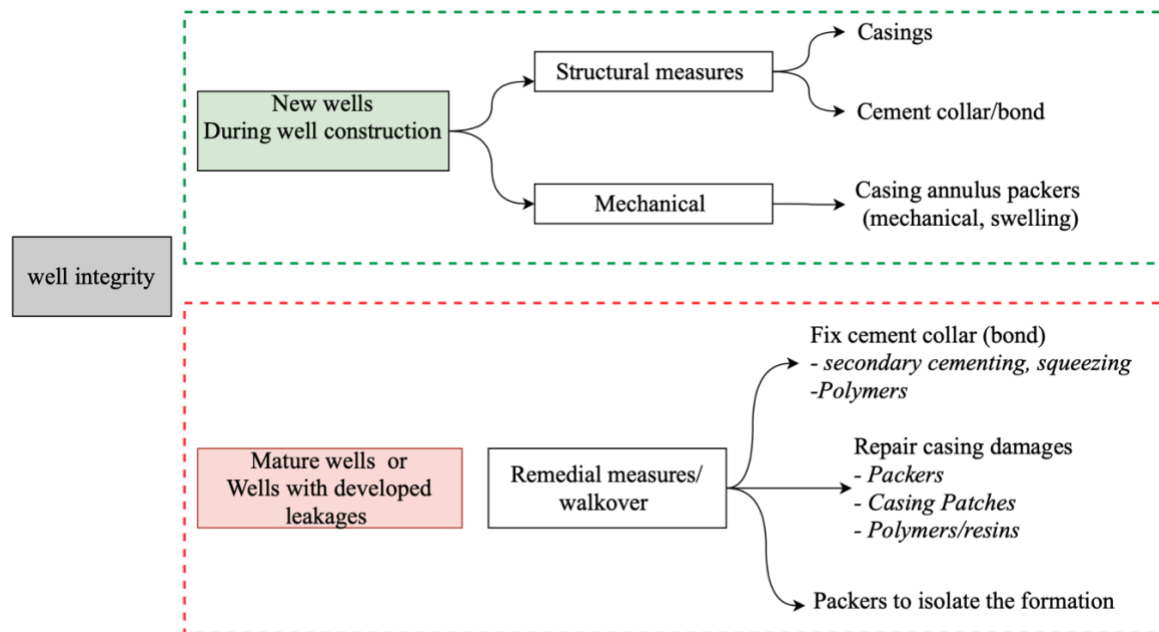 well integrity
New wells
During well construction
Structural measures
Casings
Cement collar/bond
Mechanical
Casing annulus packers
(mechanical, swelling)
Mature wells or
Wells with developed
leakages
Remedial measures/
walkover
Fix cement collar (bond)
- secondary cementing, squeezing
-Polymers
Repair casing damages
- Packers
- Casing Patches
- Polymers/resins
Packers to isolate the formation